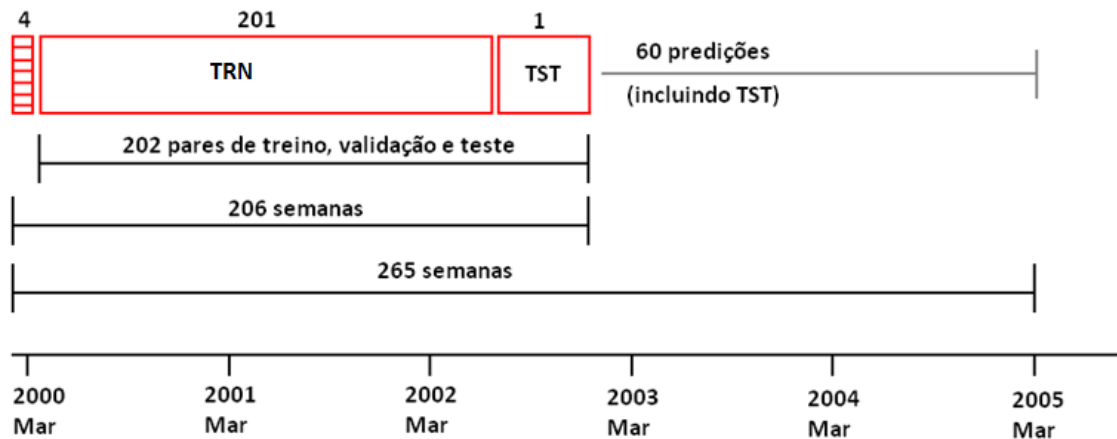 4
201
1
TRN
TST
60 predições
(incluindo TST)
202 pares de treino, validação e teste
206 semanas
265 semanas
2000 2001 2002 2003 2004 2005
Mar Mar Mar Mar Mar Mar